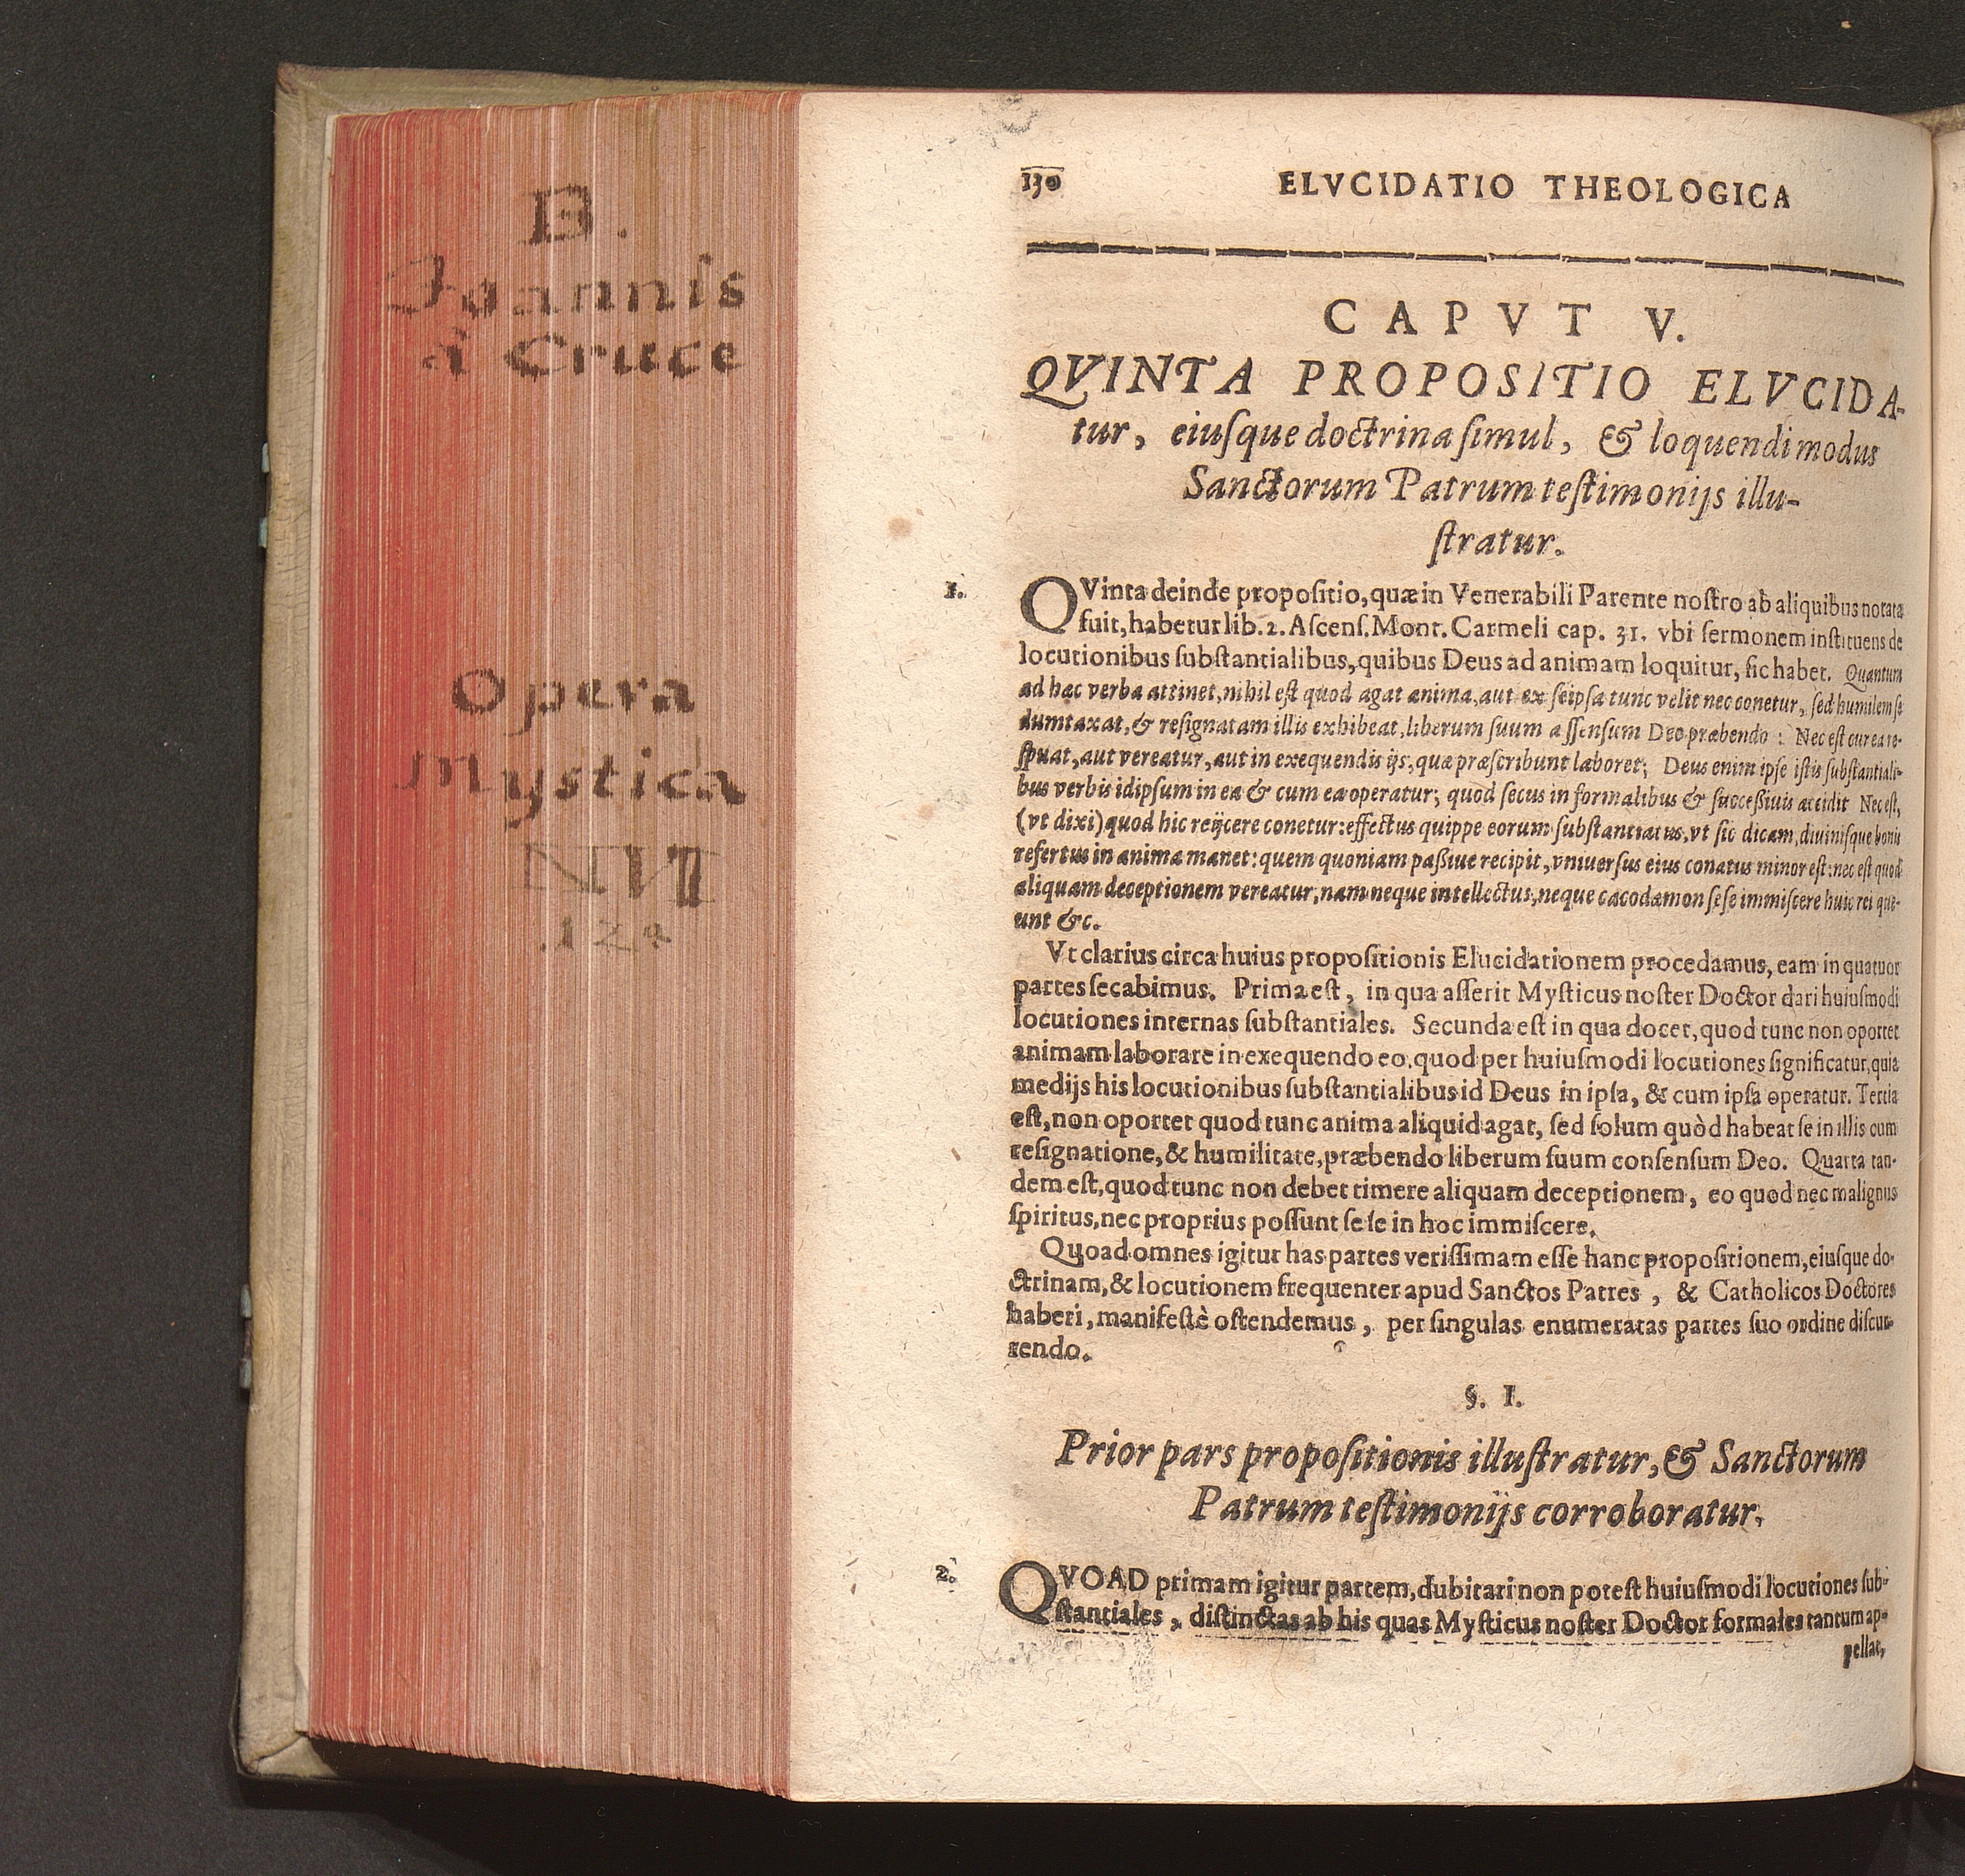 B.
Joannis
à Cruce
Opera
Mystica
NVI
.124
130 ELVCIDATIO THEOLOGICA
CAPVT V.
QVINTA PROPOSITIO ELVCIDA-
tur, eiuſque doctrina ſimul, & loquendi modus
Sanctorum Patrum teſtimonijs illu-
ſtratur.
1. QVinta deinde propoſitio, quæ in Venerabili Parente noſtro ab aliquibus notata
fuit, habetur lib. 2. Aſcenſ. Mont. Carmeli cap. 31. vbi ſermonem inſtituens de
locutionibus ſubſtantialibus, quibus Deus ad animam loquitur, ſic habet. Quantum
ad hac verba attinet, nihil eſt quod agat anima, aut ex ſeipſa tunc velit nec conetur, ſed humilem ſe
dumtaxat, & reſignatam illis exhibeat, liberum ſuum aſſenſum Deo præbendo : Nec eſt cur ea re-
ſpuat, aut vereatur, aut in exequendis ijs, quæ præſcribunt laboret; Deus enim ipſe iſtis ſubſtantiali-
bus verbis idipſum in ea & cum ea operatur; quod ſecus in formalibus & ſucceßiuis accidit Nec eſt,
(vt dixi) quod hic reijcere conetur: effectus quippe eorum ſubſtantiatus, vt ſic dicam, diuiniſque bonis
refertus in anima manet: quem quoniam paßiue recipit, vniuerſus eius conatus minor eſt: nec eſt quod
aliquam deceptionem vereatur, nam neque intellectus, neque cacodæmon ſeſe immiſcere huic rei que-
unt &c.
Vt clarius circa huius propoſitionis Elucidationem procedamus, eam in quatuor
partes ſecabimus. Prima eſt, in qua aſſerit Myſticus noſter Doctor dari huiuſmodi
locutiones internas ſubſtantiales. Secunda eſt in qua docet, quod tunc non oportet
animam laborare in exequendo eo, quod per huiuſmodi locutiones ſignificatur, quia
medijs his locutionibus ſubſtantialibus id Deus in ipſa, & cum ipſa operatur. Tertia
eſt, non oportet quod tunc anima aliquid agat, ſed ſolum quòd habeat ſe in illis cum
reſignatione, & humilitate, præbendo liberum ſuum conſenſum Deo. Quarta tan-
dem eſt, quod tunc non debet timere aliquam deceptionem, eo quod nec malignus
ſpiritus, nec proprius poſſunt ſeſe in hoc immiſcere.
Quoad omnes igitur has partes veriſſimam eſſe hanc propoſitionem, eiuſque do-
ctrinam, & locutionem frequenter apud Sanctos Patres, & Catholicos Doctores
haberi, manifeſtè oſtendemus, per ſingulas enumeratas partes ſuo ordine diſcur-
rendo.
§. I.
Prior pars propoſitionis illuſtratur, & Sanctorum
Patrum teſtimonijs corroboratur.
2. QVOAD primam igitur partem, dubitari non poteſt huiuſmodi locutiones ſub-
ſtantiales, diſtinctas ab his quas Myſticus noſter Doctor formales tantum ap-
pellat,